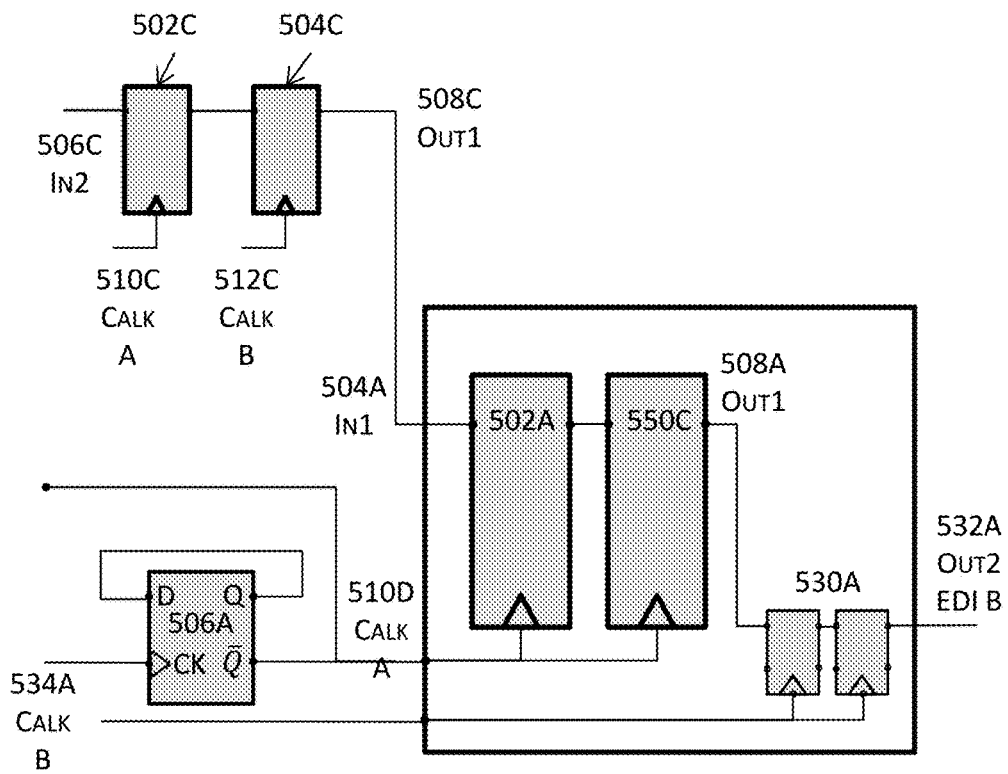 502C
504C
506C
IN2
508C
OUT1
510C
CALK
A
512C
CALK
B
504A
IN1
502A
550C
508A
OUT1
D
Q
506A
CK
Q̅
510D
CALK
A
534A
CALK
B
530A
532A
OUT2
EDI B